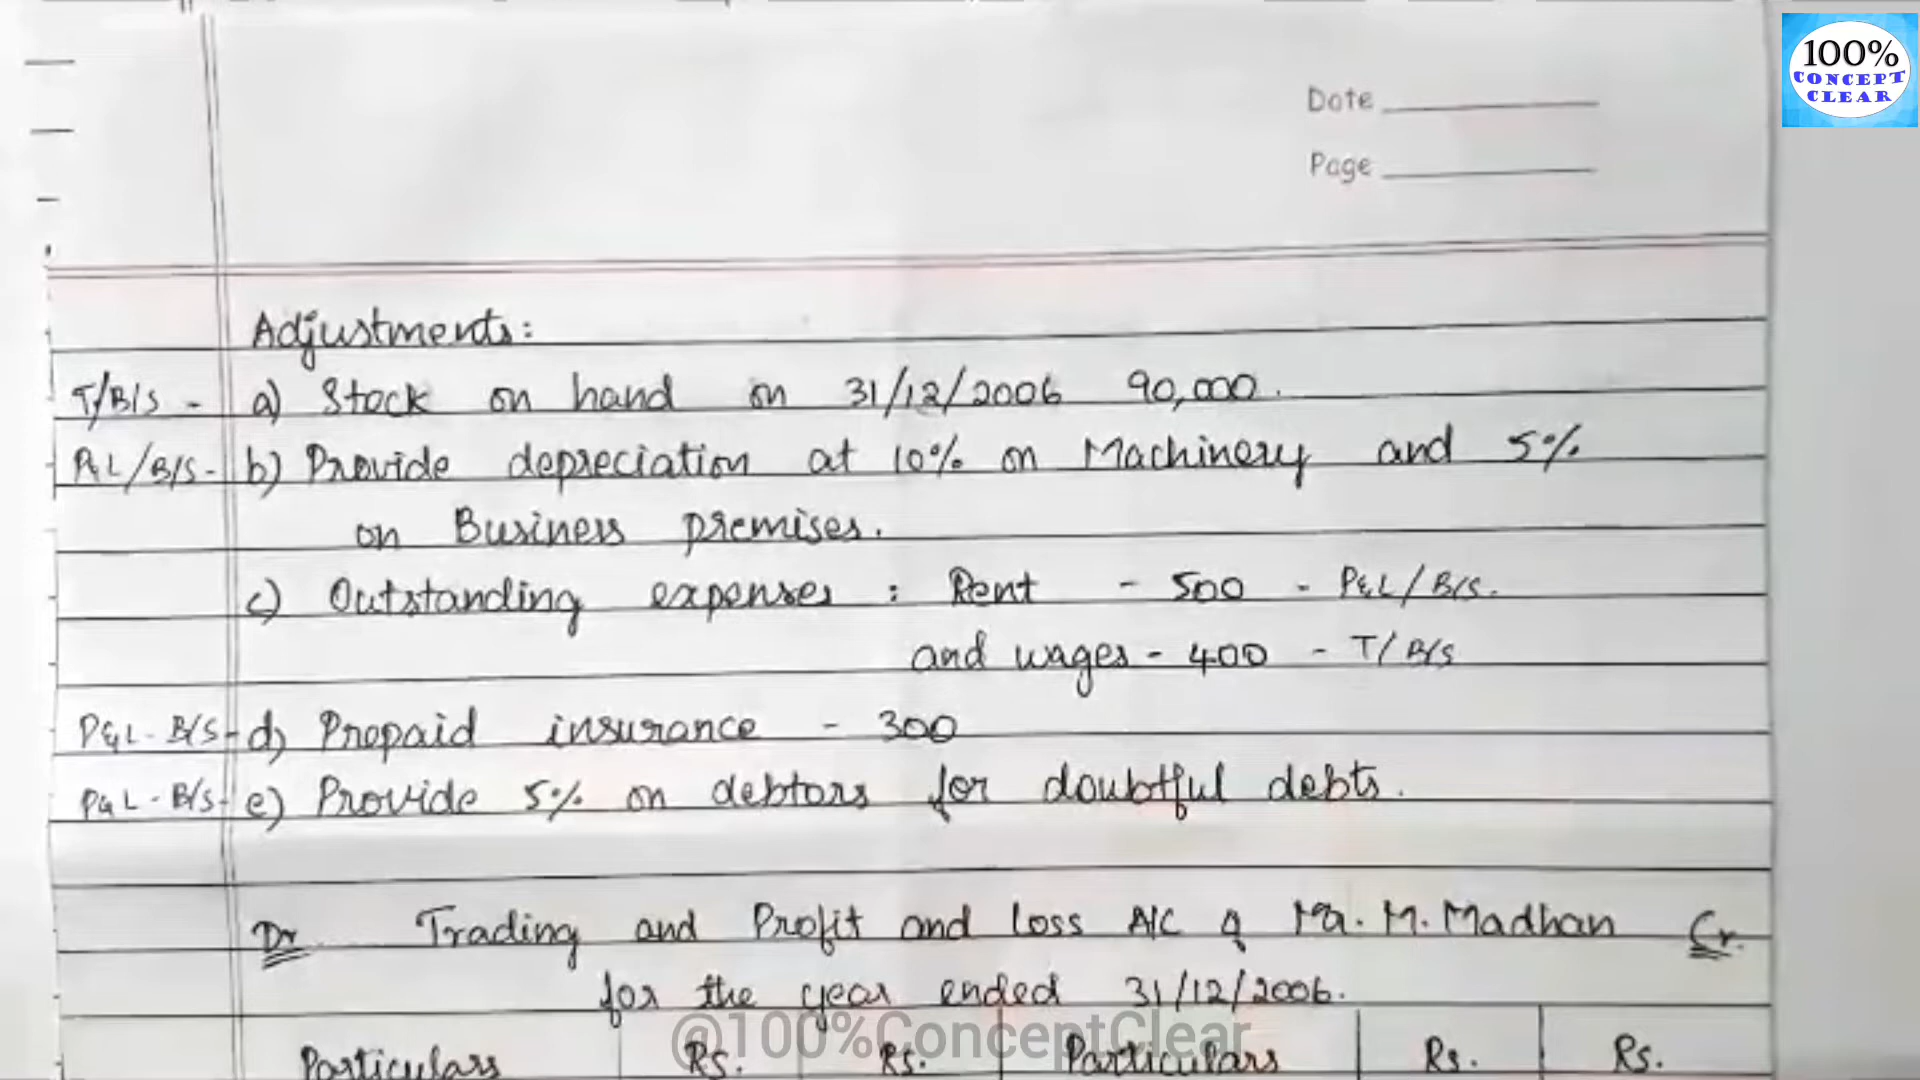 100%
CONCEPT
CLEAR
Date
Page
Adjustments:
T/B/S - a) Stock on hand on 31/12/2006 90,000.
P&L/B/S - b) Provide depreciation at 10% on Machinery and 5%
on Business premises.
c) Outstanding expenses : Rent - 500 - P&L/B/S.
and wages - 400 - T/B/S
P&L - B/S - d) Prepaid insurance - 300
P&L - B/S - e) Provide 5% on debtors for doubtful debts.
Dr Trading and Profit and Loss A/C of Mr. M. Madhan Cr.
for the year ended 31/12/2006.
@100%ConceptClear
Particulars Rs. Rs. Particulars Rs. Rs.